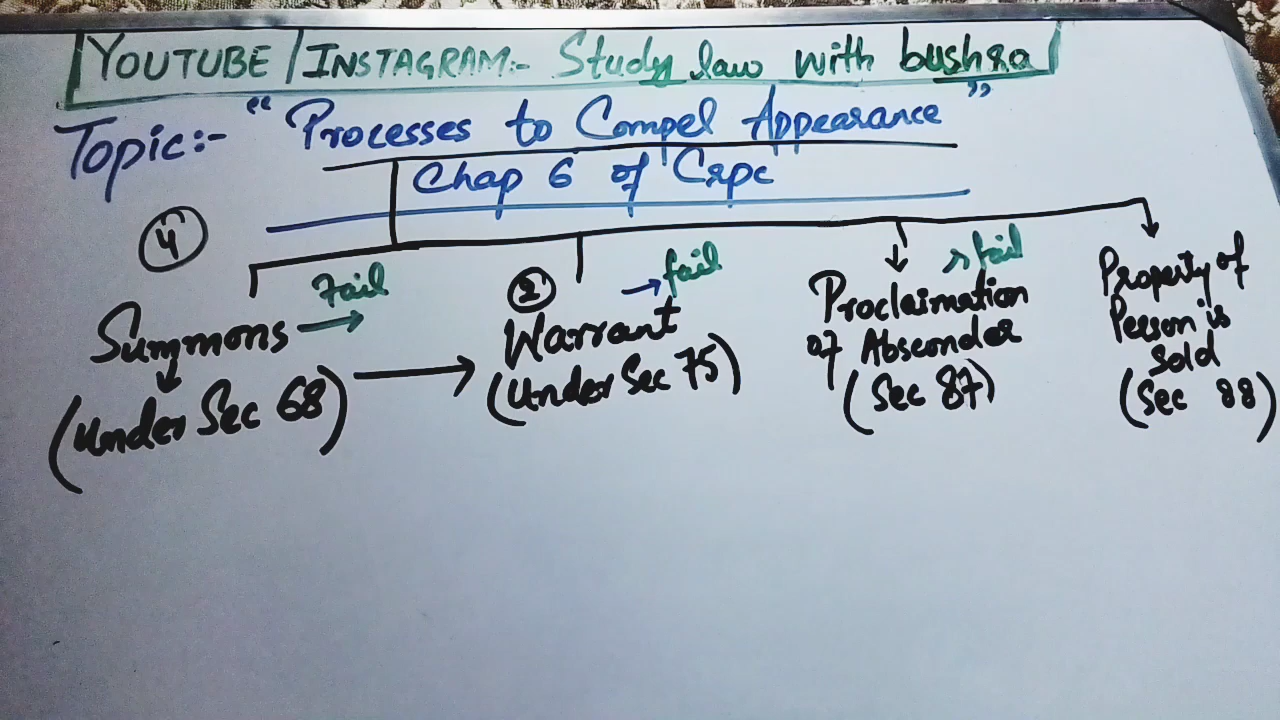 YOUTUBE / INSTAGRAM:- Study law with bushra
Topic:- "Processes to Compel Appearance"
Chap 6 of Crpc
4
Fail
Summons
(Under Sec 68)
2
fail
Warrant
(Under Sec 75)
fail
Proclaimation
of Absconder
(Sec 87)
Property of
Person is
Sold
(Sec 88)